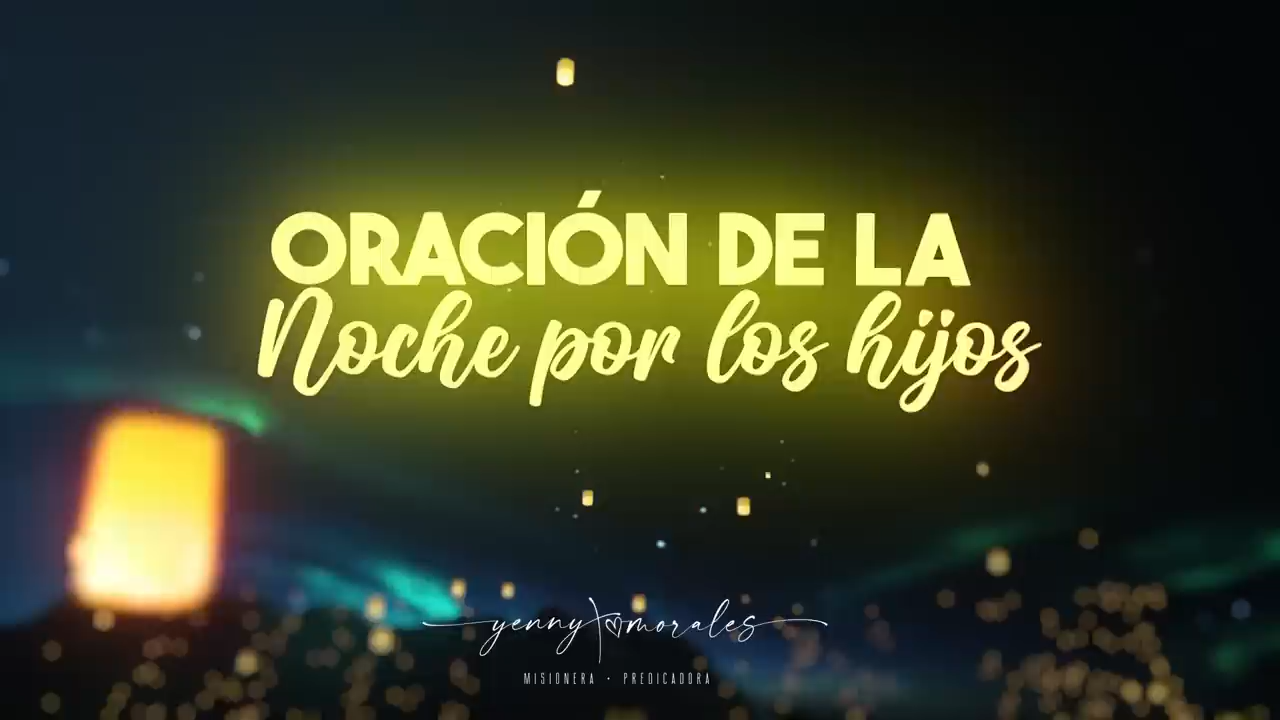 ORACIÓN DE LA
Noche por los hijos
yenny morales
MISIONERA · PREDICADORA